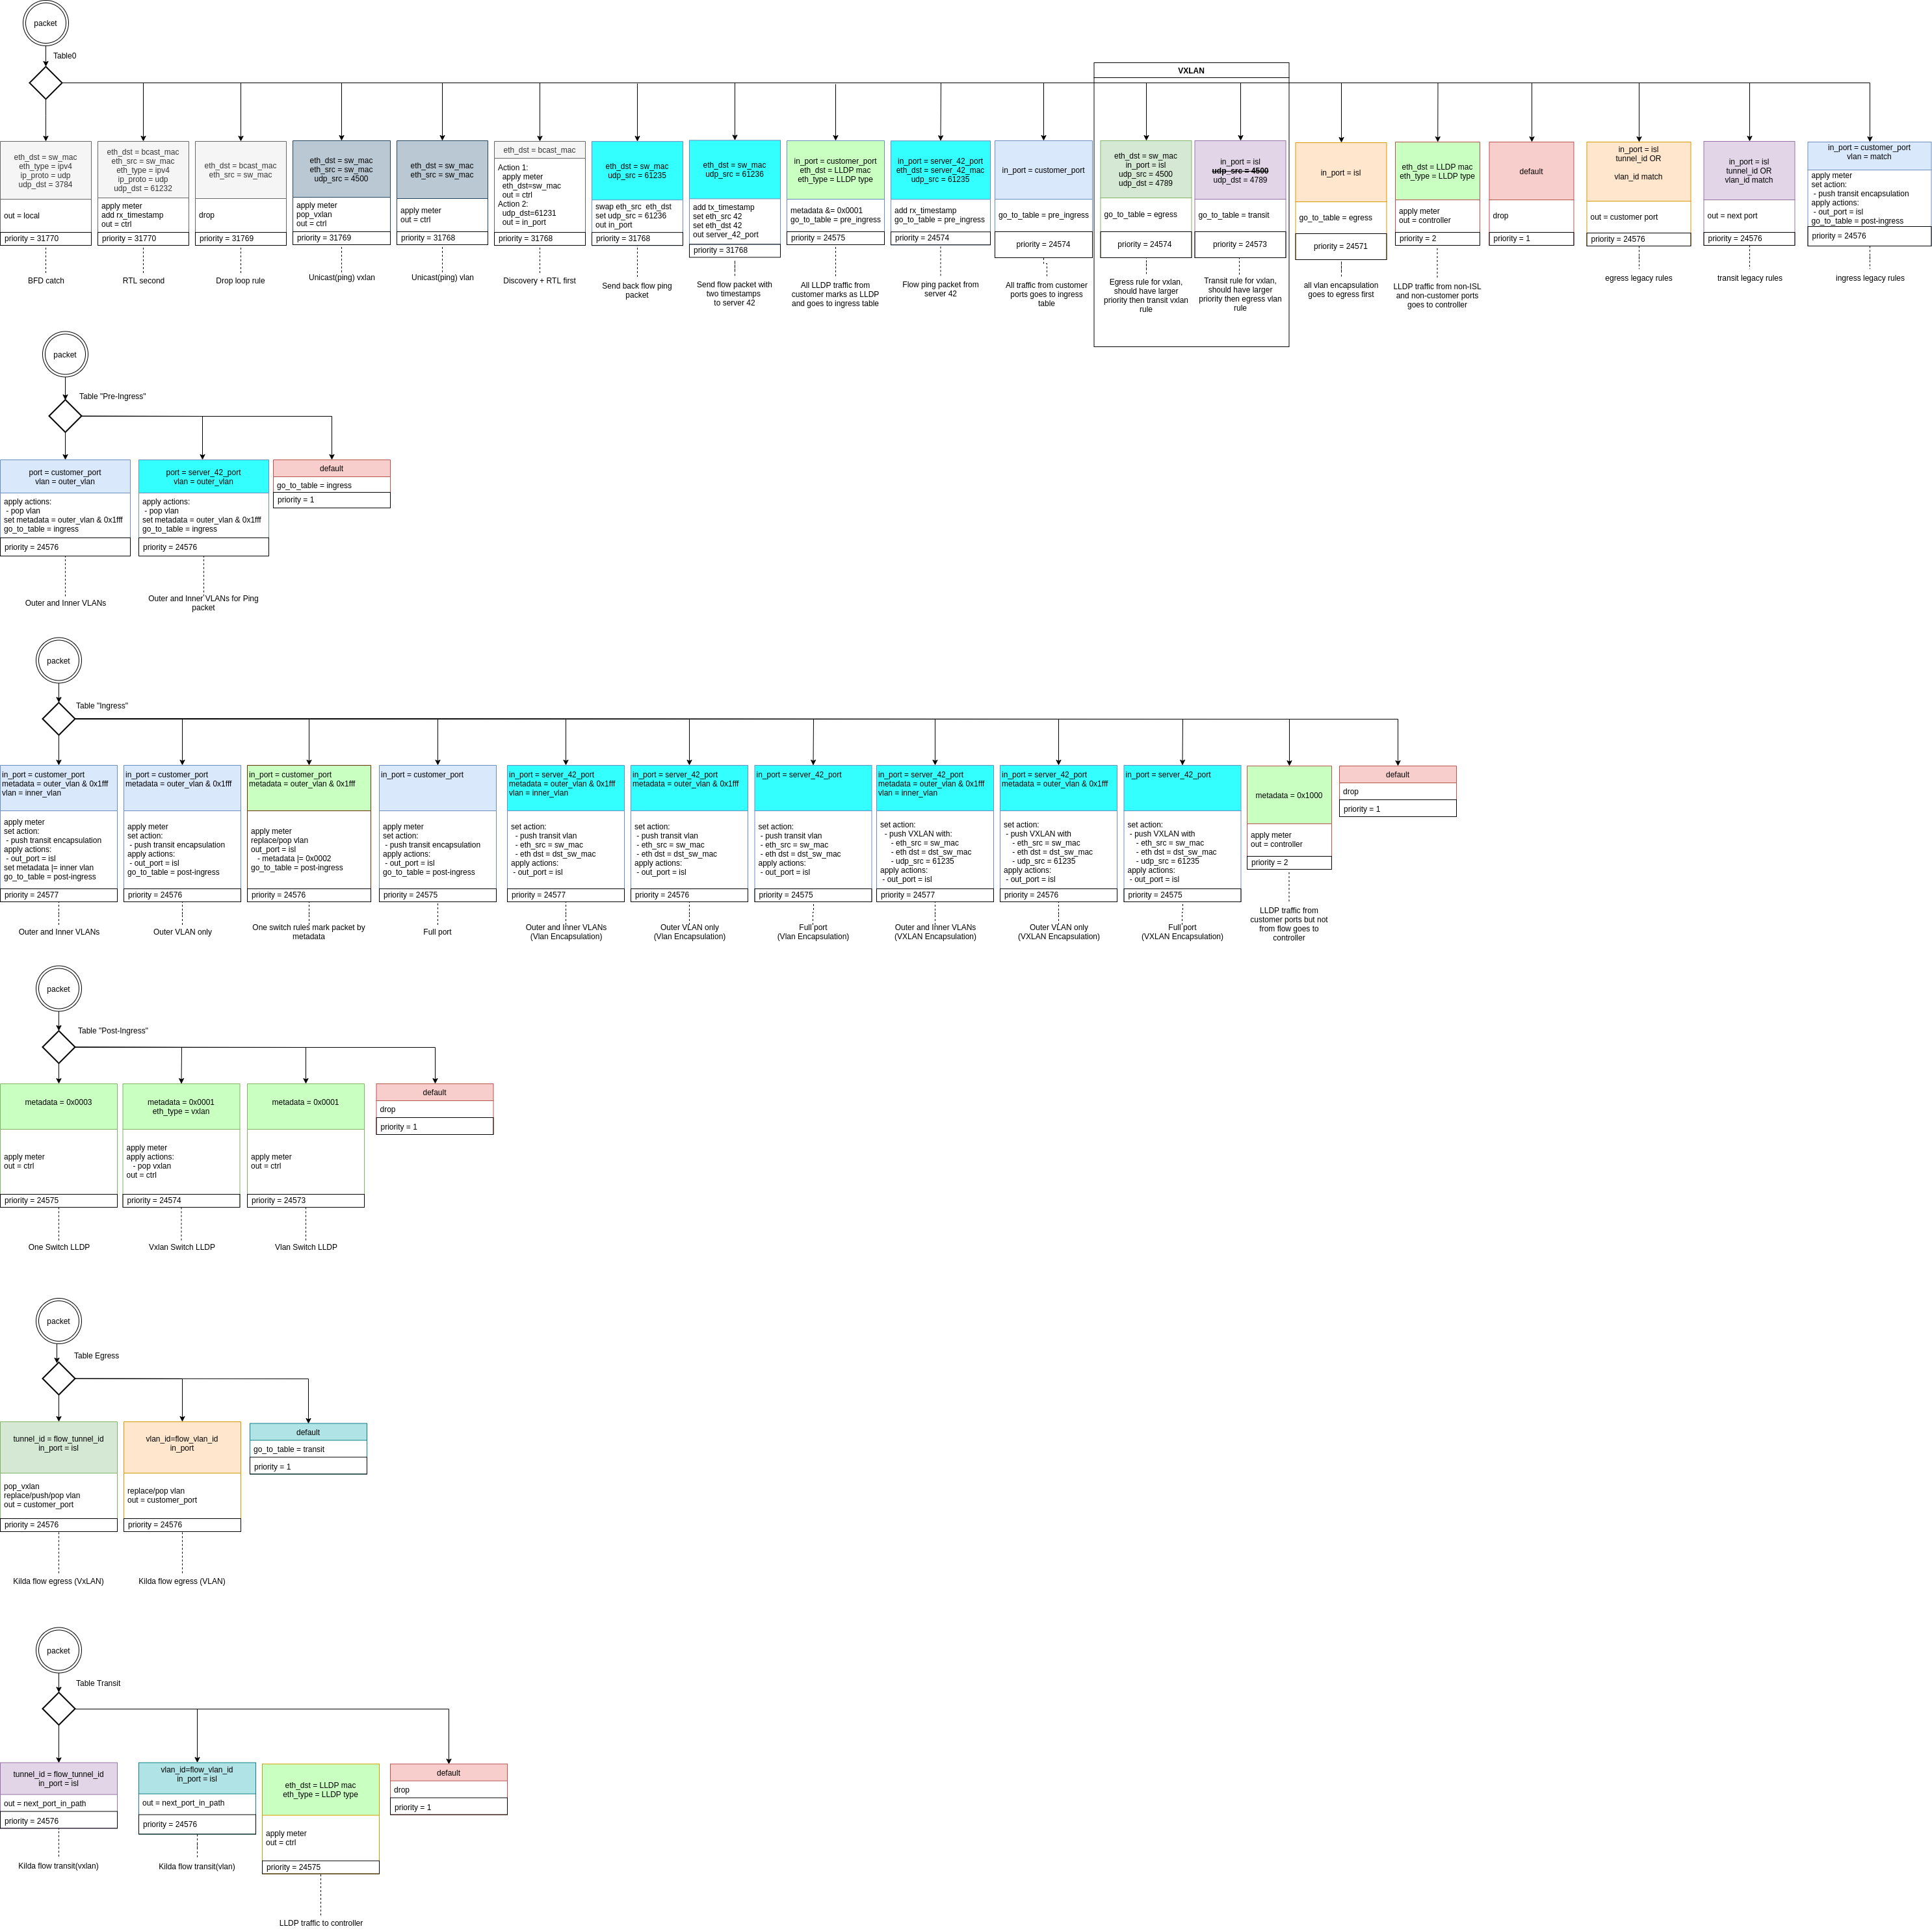 packet
Table0
VXLAN
eth_dst = sw_mac
eth_type = ipv4
ip_proto = udp
udp_dst = 3784
out = local
priority = 31770
BFD catch
eth_dst = bcast_mac
eth_src = sw_mac
eth_type = ipv4
ip_proto = udp
udp_dst = 61232
apply meter
add rx_timestamp
out = ctrl
priority = 31770
RTL second
eth_dst = bcast_mac
eth_src = sw_mac
drop
priority = 31769
Drop loop rule
eth_dst = sw_mac
eth_src = sw_mac
udp_src = 4500
apply meter
pop_vxlan
out = ctrl
priority = 31769
Unicast(ping) vxlan
eth_dst = sw_mac
eth_src = sw_mac
apply meter
out = ctrl
priority = 31768
Unicast(ping) vlan
eth_dst = bcast_mac
Action 1:
apply meter
eth_dst=sw_mac
out = ctrl
Action 2:
udp_dst=61231
out = in_port
priority = 31768
Discovery + RTL first
eth_dst = sw_mac
udp_src = 61235
swap eth_src  eth_dst
set udp_src = 61236
out in_port
priority = 31768
Send back flow ping
packet
eth_dst = sw_mac
udp_src = 61236
add tx_timestamp
set eth_src 42
set eth_dst 42
out server_42_port
priority = 31768
Send flow packet with
two timestamps
to server 42
in_port = customer_port
eth_dst = LLDP mac
eth_type = LLDP type
metadata &= 0x0001
go_to_table = pre_ingress
priority = 24575
All LLDP traffic from
customer marks as LLDP
and goes to ingress table
in_port = server_42_port
eth_dst = server_42_mac
udp_src = 61235
add rx_timestamp
go_to_table = pre_ingress
priority = 24574
Flow ping packet from
server 42
in_port = customer_port
go_to_table = pre_ingress
priority = 24574
All traffic from customer
ports goes to ingress
table
eth_dst = sw_mac
in_port = isl
udp_src = 4500
udp_dst = 4789
go_to_table = egress
priority = 24574
Egress rule for vxlan,
should have larger
priority then transit vxlan
rule
in_port = isl
udp_src = 4500
udp_dst = 4789
go_to_table = transit
priority = 24573
Transit rule for vxlan,
should have larger
priority then egress vlan
rule
in_port = isl
go_to_table = egress
priority = 24571
all vlan encapsulation
goes to egress first
eth_dst = LLDP mac
eth_type = LLDP type
apply meter
out = controller
priority = 2
LLDP traffic from non-ISL
and non-customer ports
goes to controller
default
drop
priority = 1
in_port = isl
tunnel_id OR
vlan_id match
out = customer port
priority = 24576
egress legacy rules
in_port = isl
tunnel_id OR
vlan_id match
out = next port
priority = 24576
transit legacy rules
in_port = customer_port
vlan = match
apply meter
set action:
- push transit encapsulation
apply actions:
- out_port = isl
go_to_table = post-ingress
priority = 24576
ingress legacy rules
packet
Table "Pre-Ingress"
port = customer_port
vlan = outer_vlan
apply actions:
- pop vlan
set metadata = outer_vlan & 0x1fff
go_to_table = ingress
priority = 24576
Outer and Inner VLANs
port = server_42_port
vlan = outer_vlan
apply actions:
- pop vlan
set metadata = outer_vlan & 0x1fff
go_to_table = ingress
priority = 24576
Outer and Inner VLANs for Ping
packet
default
go_to_table = ingress
priority = 1
packet
Table "Ingress"
in_port = customer_port
metadata = outer_vlan & 0x1fff
vlan = inner_vlan
apply meter
set action:
- push transit encapsulation
apply actions:
- out_port = isl
set metadata |= inner vlan
go_to_table = post-ingress
priority = 24577
Outer and Inner VLANs
in_port = customer_port
metadata = outer_vlan & 0x1fff
apply meter
set action:
- push transit encapsulation
apply actions:
- out_port = isl
go_to_table = post-ingress
priority = 24576
Outer VLAN only
in_port = customer_port
metadata = outer_vlan & 0x1fff
apply meter
replace/pop vlan
out_port = isl
- metadata |= 0x0002
go_to_table = post-ingress
priority = 24576
One switch rules mark packet by
metadata
in_port = customer_port
apply meter
set action:
- push transit encapsulation
apply actions:
- out_port = isl
go_to_table = post-ingress
priority = 24575
Full port
in_port = server_42_port
metadata = outer_vlan & 0x1fff
vlan = inner_vlan
set action:
- push transit vlan
- eth_src = sw_mac
- eth dst = dst_sw_mac
apply actions:
- out_port = isl
priority = 24577
Outer and Inner VLANs
(Vlan Encapsulation)
in_port = server_42_port
metadata = outer_vlan & 0x1fff
set action:
- push transit vlan
- eth_src = sw_mac
- eth dst = dst_sw_mac
apply actions:
- out_port = isl
priority = 24576
Outer VLAN only
(Vlan Encapsulation)
in_port = server_42_port
set action:
- push transit vlan
- eth_src = sw_mac
- eth dst = dst_sw_mac
apply actions:
- out_port = isl
priority = 24575
Full port
(Vlan Encapsulation)
in_port = server_42_port
metadata = outer_vlan & 0x1fff
vlan = inner_vlan
set action:
- push VXLAN with:
- eth_src = sw_mac
- eth dst = dst_sw_mac
- udp_src = 61235
apply actions:
- out_port = isl
priority = 24577
Outer and Inner VLANs
(VXLAN Encapsulation)
in_port = server_42_port
metadata = outer_vlan & 0x1fff
set action:
- push VXLAN with
- eth_src = sw_mac
- eth dst = dst_sw_mac
- udp_src = 61235
apply actions:
- out_port = isl
priority = 24576
Outer VLAN only
(VXLAN Encapsulation)
in_port = server_42_port
set action:
- push VXLAN with
- eth_src = sw_mac
- eth dst = dst_sw_mac
- udp_src = 61235
apply actions:
- out_port = isl
priority = 24575
Full port
(VXLAN Encapsulation)
metadata = 0x1000
apply meter
out = controller
priority = 2
LLDP traffic from
customer ports but not
from flow goes to
controller
default
drop
priority = 1
packet
Table "Post-Ingress"
metadata = 0x0003
apply meter
out = ctrl
priority = 24575
One Switch LLDP
metadata = 0x0001
eth_type = vxlan
apply meter
apply actions:
- pop vxlan
out = ctrl
priority = 24574
Vxlan Switch LLDP
metadata = 0x0001
apply meter
out = ctrl
priority = 24573
Vlan Switch LLDP
default
drop
priority = 1
packet
Table Egress
tunnel_id = flow_tunnel_id
in_port = isl
pop_vxlan
replace/push/pop vlan
out = customer_port
priority = 24576
Kilda flow egress (VxLAN)
vlan_id=flow_vlan_id
in_port
replace/pop vlan
out = customer_port
priority = 24576
Kilda flow egress (VLAN)
default
go_to_table = transit
priority = 1
packet
Table Transit
tunnel_id = flow_tunnel_id
in_port = isl
out = next_port_in_path
priority = 24576
Kilda flow transit(vxlan)
vlan_id=flow_vlan_id
in_port = isl
out = next_port_in_path
priority = 24576
Kilda flow transit(vlan)
eth_dst = LLDP mac
eth_type = LLDP type
apply meter
out = ctrl
priority = 24575
LLDP traffic to controller
default
drop
priority = 1